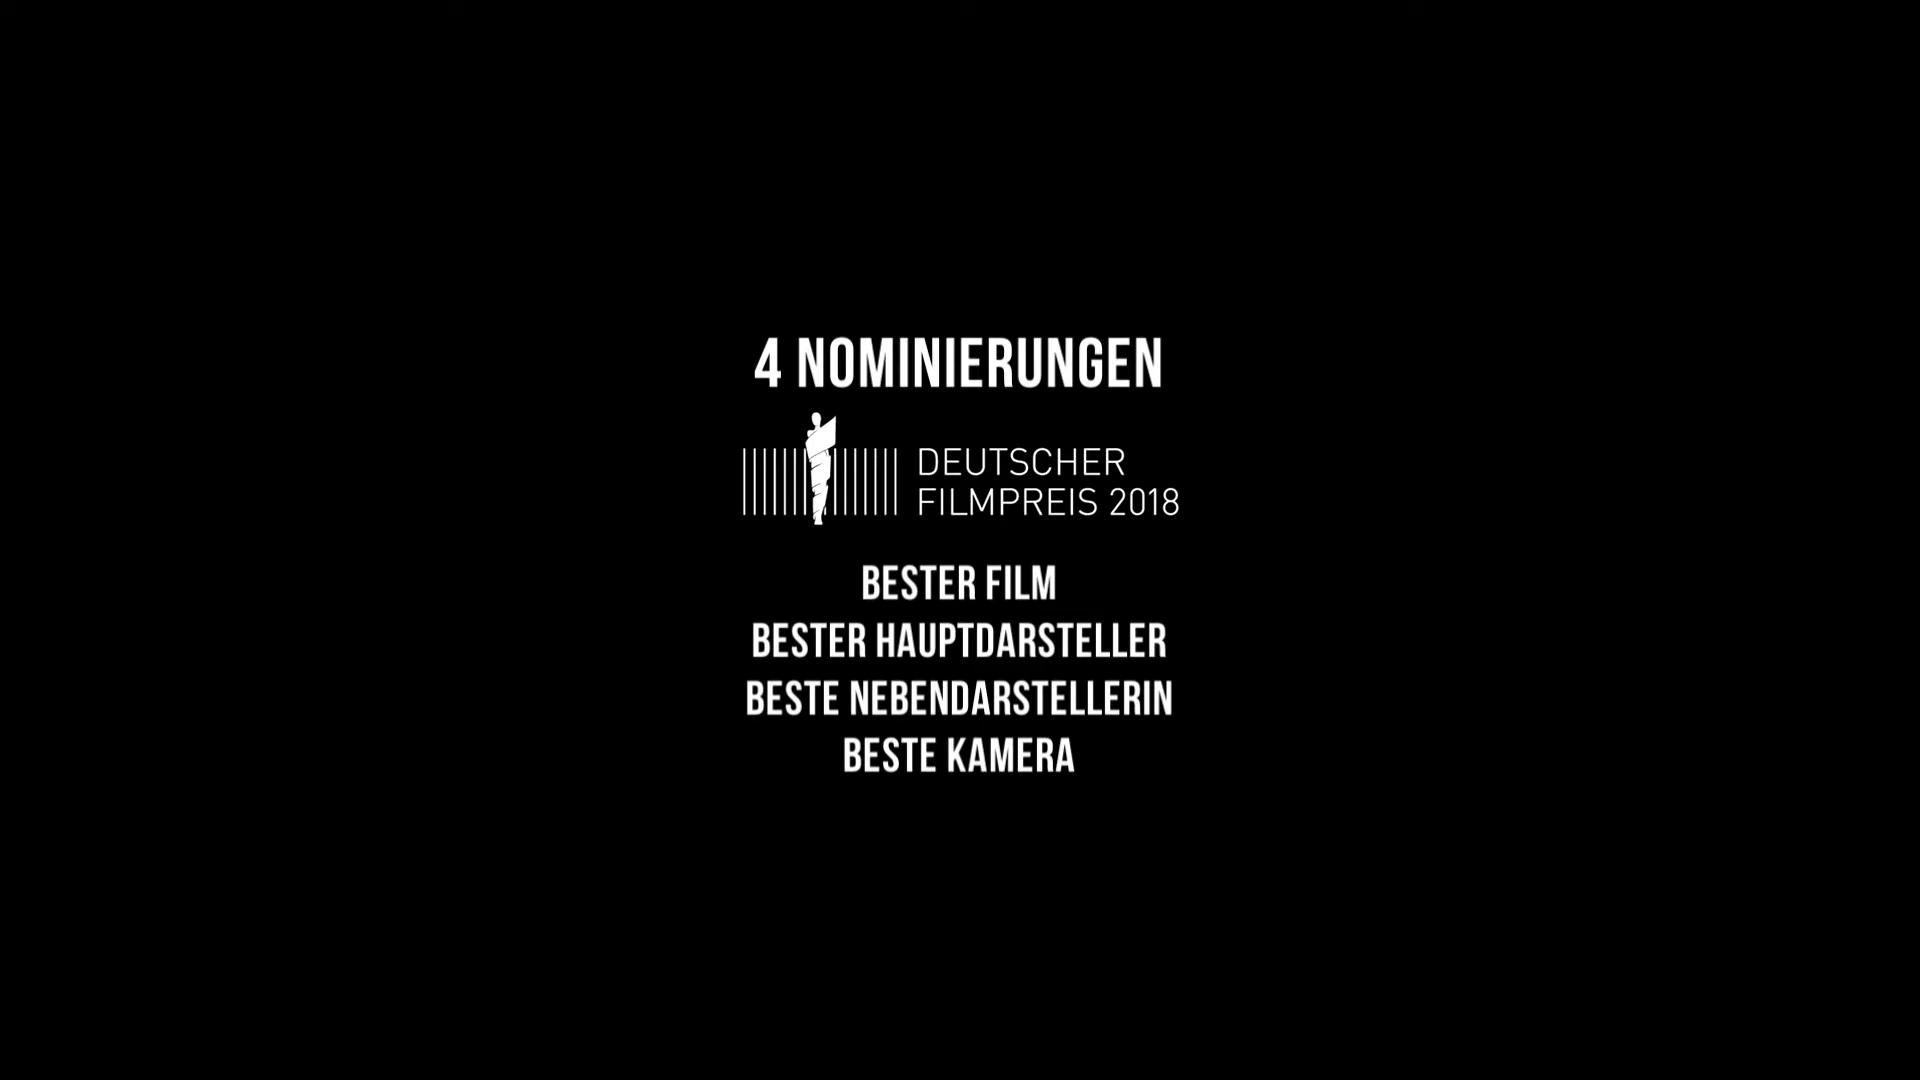 4 NOMINIERUNGEN
DEUTSCHER
FILMPREIS 2018
BESTER FILM
BESTER HAUPTDARSTELLER
BESTE NEBENDARSTELLERIN
BESTE KAMERA